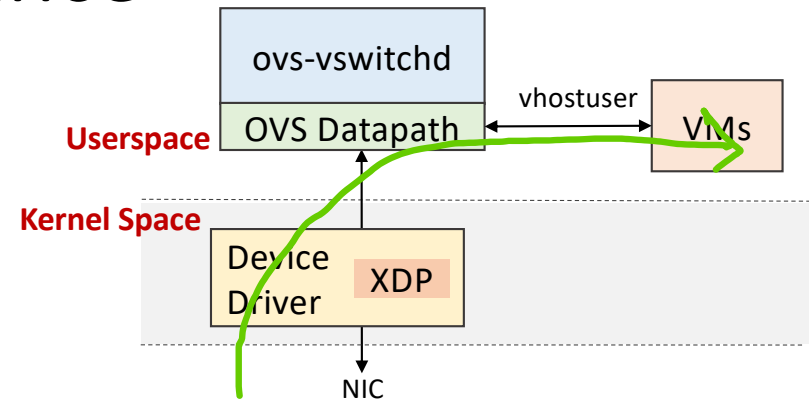 ovs-vswitchd
vhostuser
OVS Datapath
VMs
Userspace
Kernel Space
Device
Driver
XDP
NIC